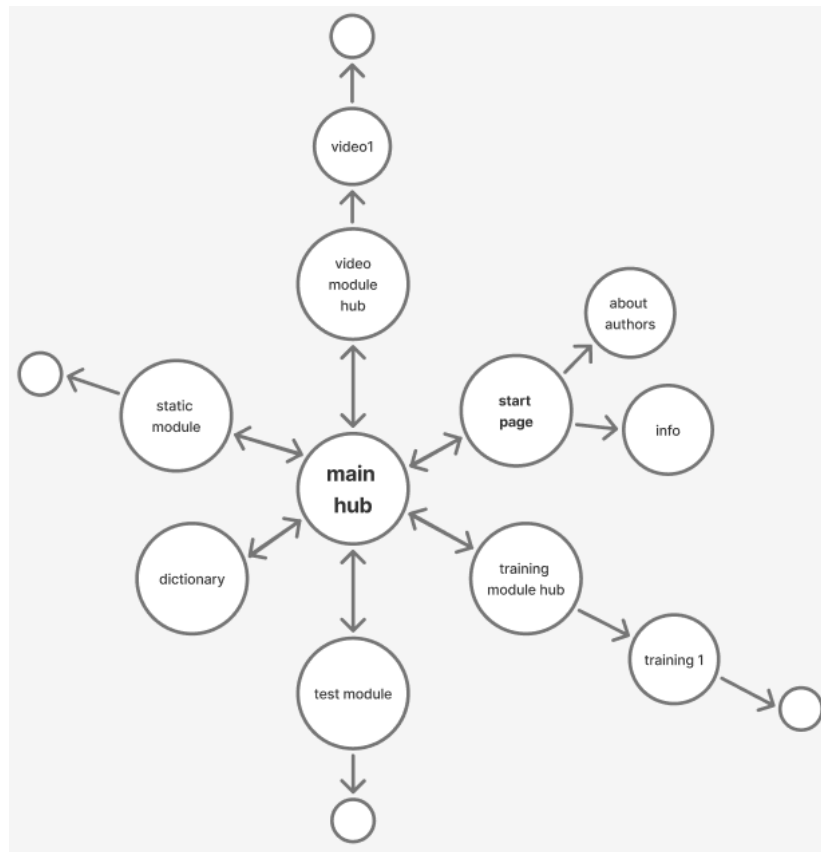 video1
video
module
hub
about
authors
start
page
info
static
module
main
hub
training
module hub
dictionary
training 1
test module